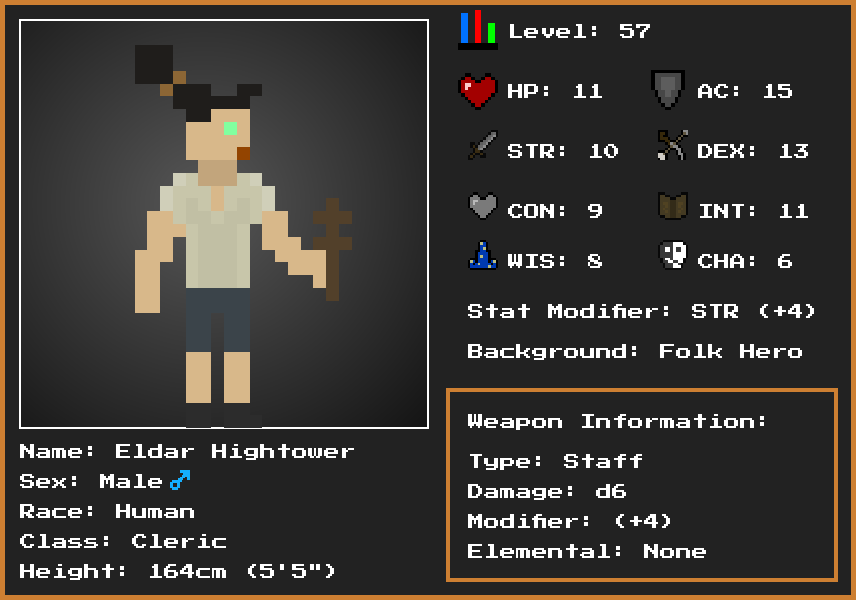 Level: 57
HP: 11
AC: 15
STR: 10
DEX: 13
CON: 9
INT: 11
WIS: 8
CHA: 6
Stat Modifier: STR (+4)
Background: Folk Hero
Weapon Information:
Type: Staff
Damage: d6
Modifier: (+4)
Elemental: None
Name: Eldar Hightower
Sex: Male♂
Race: Human
Class: Cleric
Height: 164cm (5'5")